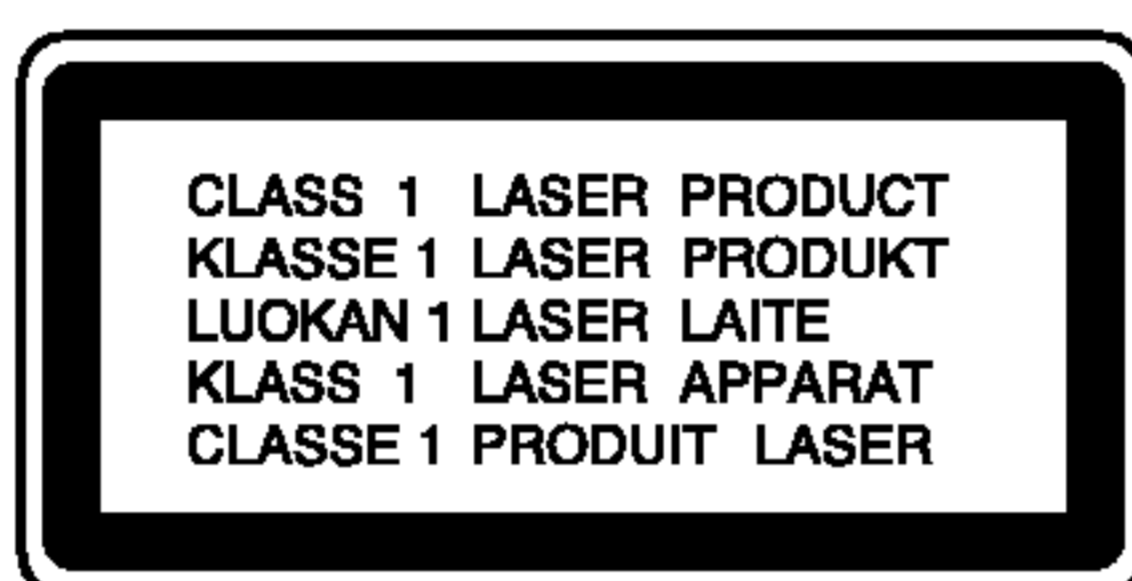 CLASS 1 LASER PRODUCT
KLASSE 1 LASER PRODUKT
LUOKAN 1 LASER LAITE
KLASS 1 LASER APPARAT
CLASSE 1 PRODUIT LASER